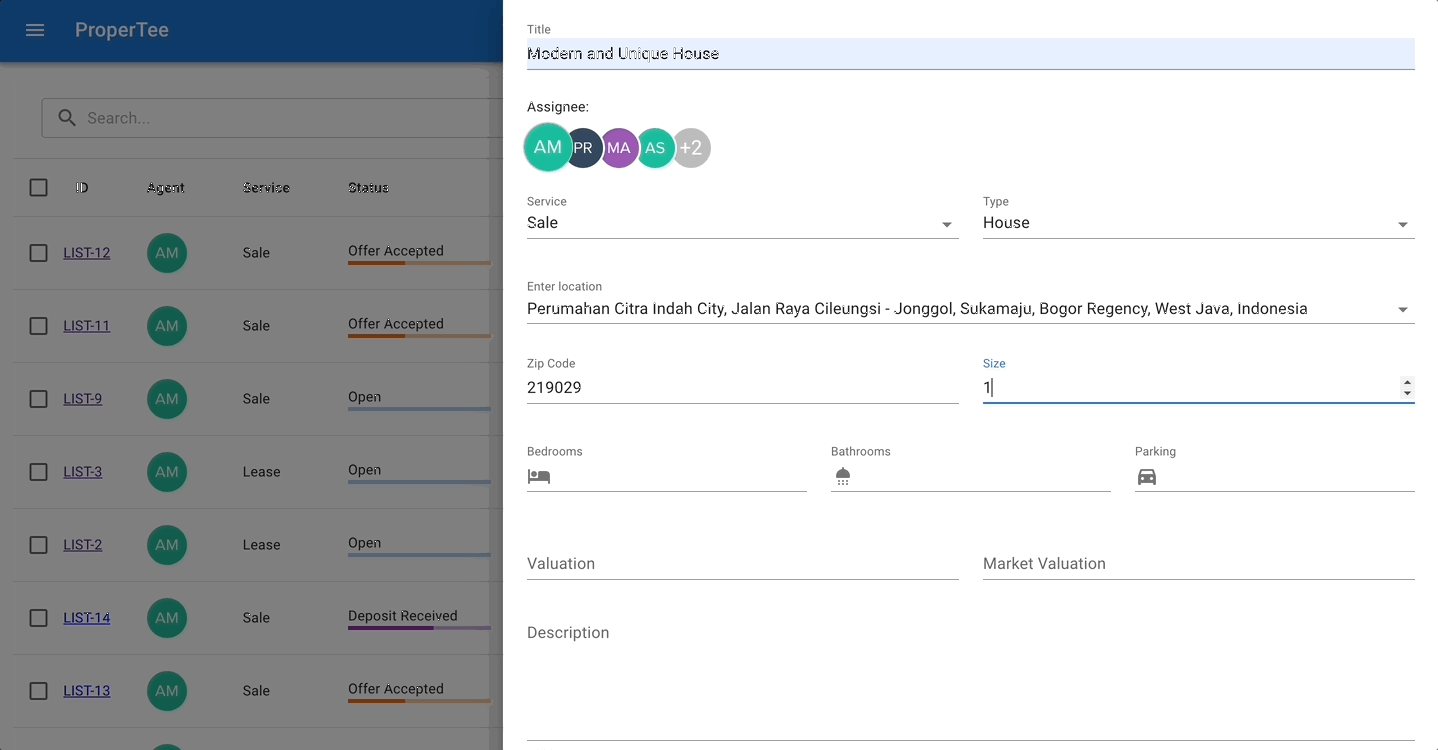 ProperTee
Search...
ID Agent Service Status
LIST-12 AM Sale Offer Accepted
LIST-11 AM Sale Offer Accepted
LIST-9 AM Sale Open
LIST-3 AM Lease Open
LIST-2 AM Lease Open
LIST-14 AM Sale Deposit Received
LIST-13 AM Sale Offer Accepted
Title
Modern and Unique House
Assignee:
AM PR MA AS +2
Service Type
Sale House
Enter location
Perumahan Citra Indah City, Jalan Raya Cileungsi - Jonggol, Sukamaju, Bogor Regency, West Java, Indonesia
Zip Code Size
219029 1
Bedrooms Bathrooms Parking
Valuation Market Valuation
Description